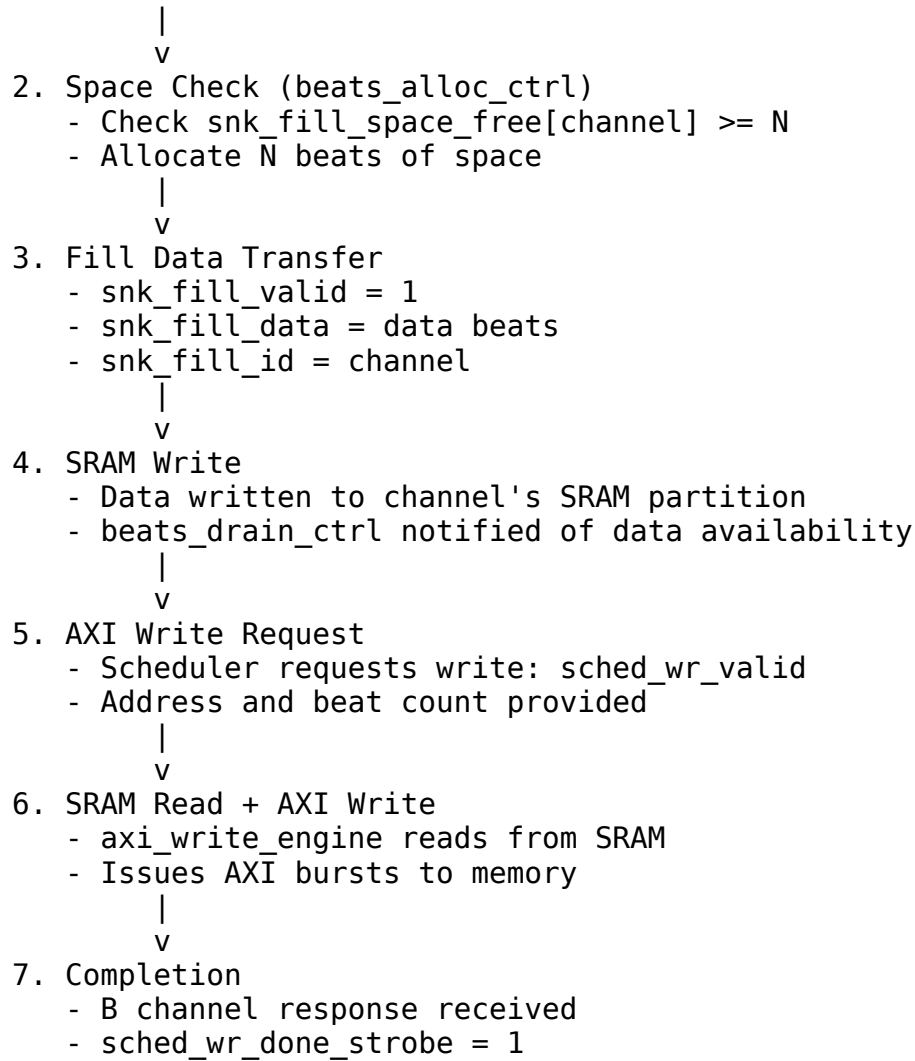 |
v
2. Space Check (beats_alloc_ctrl)
- Check snk_fill_space_free[channel] >= N
- Allocate N beats of space
|
v
3. Fill Data Transfer
- snk_fill_valid = 1
- snk_fill_data = data beats
- snk_fill_id = channel
|
v
4. SRAM Write
- Data written to channel's SRAM partition
- beats_drain_ctrl notified of data availability
|
v
5. AXI Write Request
- Scheduler requests write: sched_wr_valid
- Address and beat count provided
|
v
6. SRAM Read + AXI Write
- axi_write_engine reads from SRAM
- Issues AXI bursts to memory
|
v
7. Completion
- B channel response received
- sched_wr_done_strobe = 1